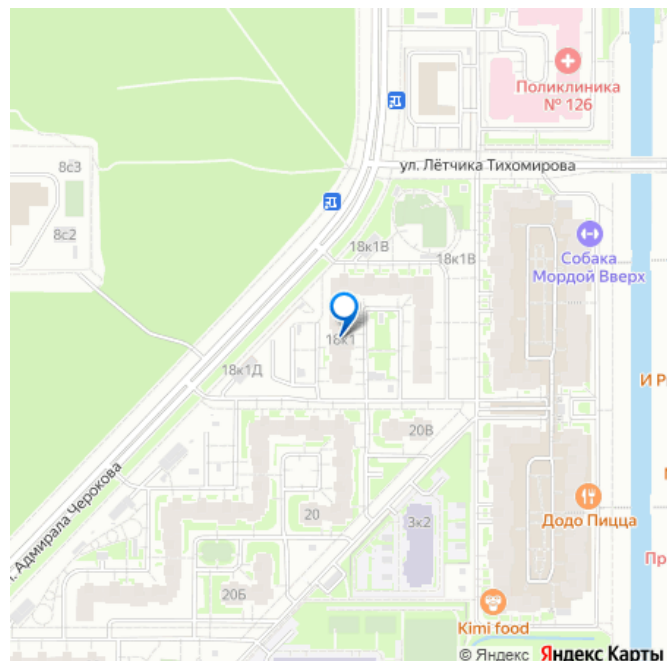 Поликлиника
№ 126
ул. Лётчика Тихомирова
8с3
8с2
18к1В
18к1В
Собака
Мордой Вверх
18к1
18к1Д
И
20В
ул. Адмирала Черокова
20
3к2
Додо Пицца
Пр
20Б
Kimi food
© Яндекс Яндекс Карты